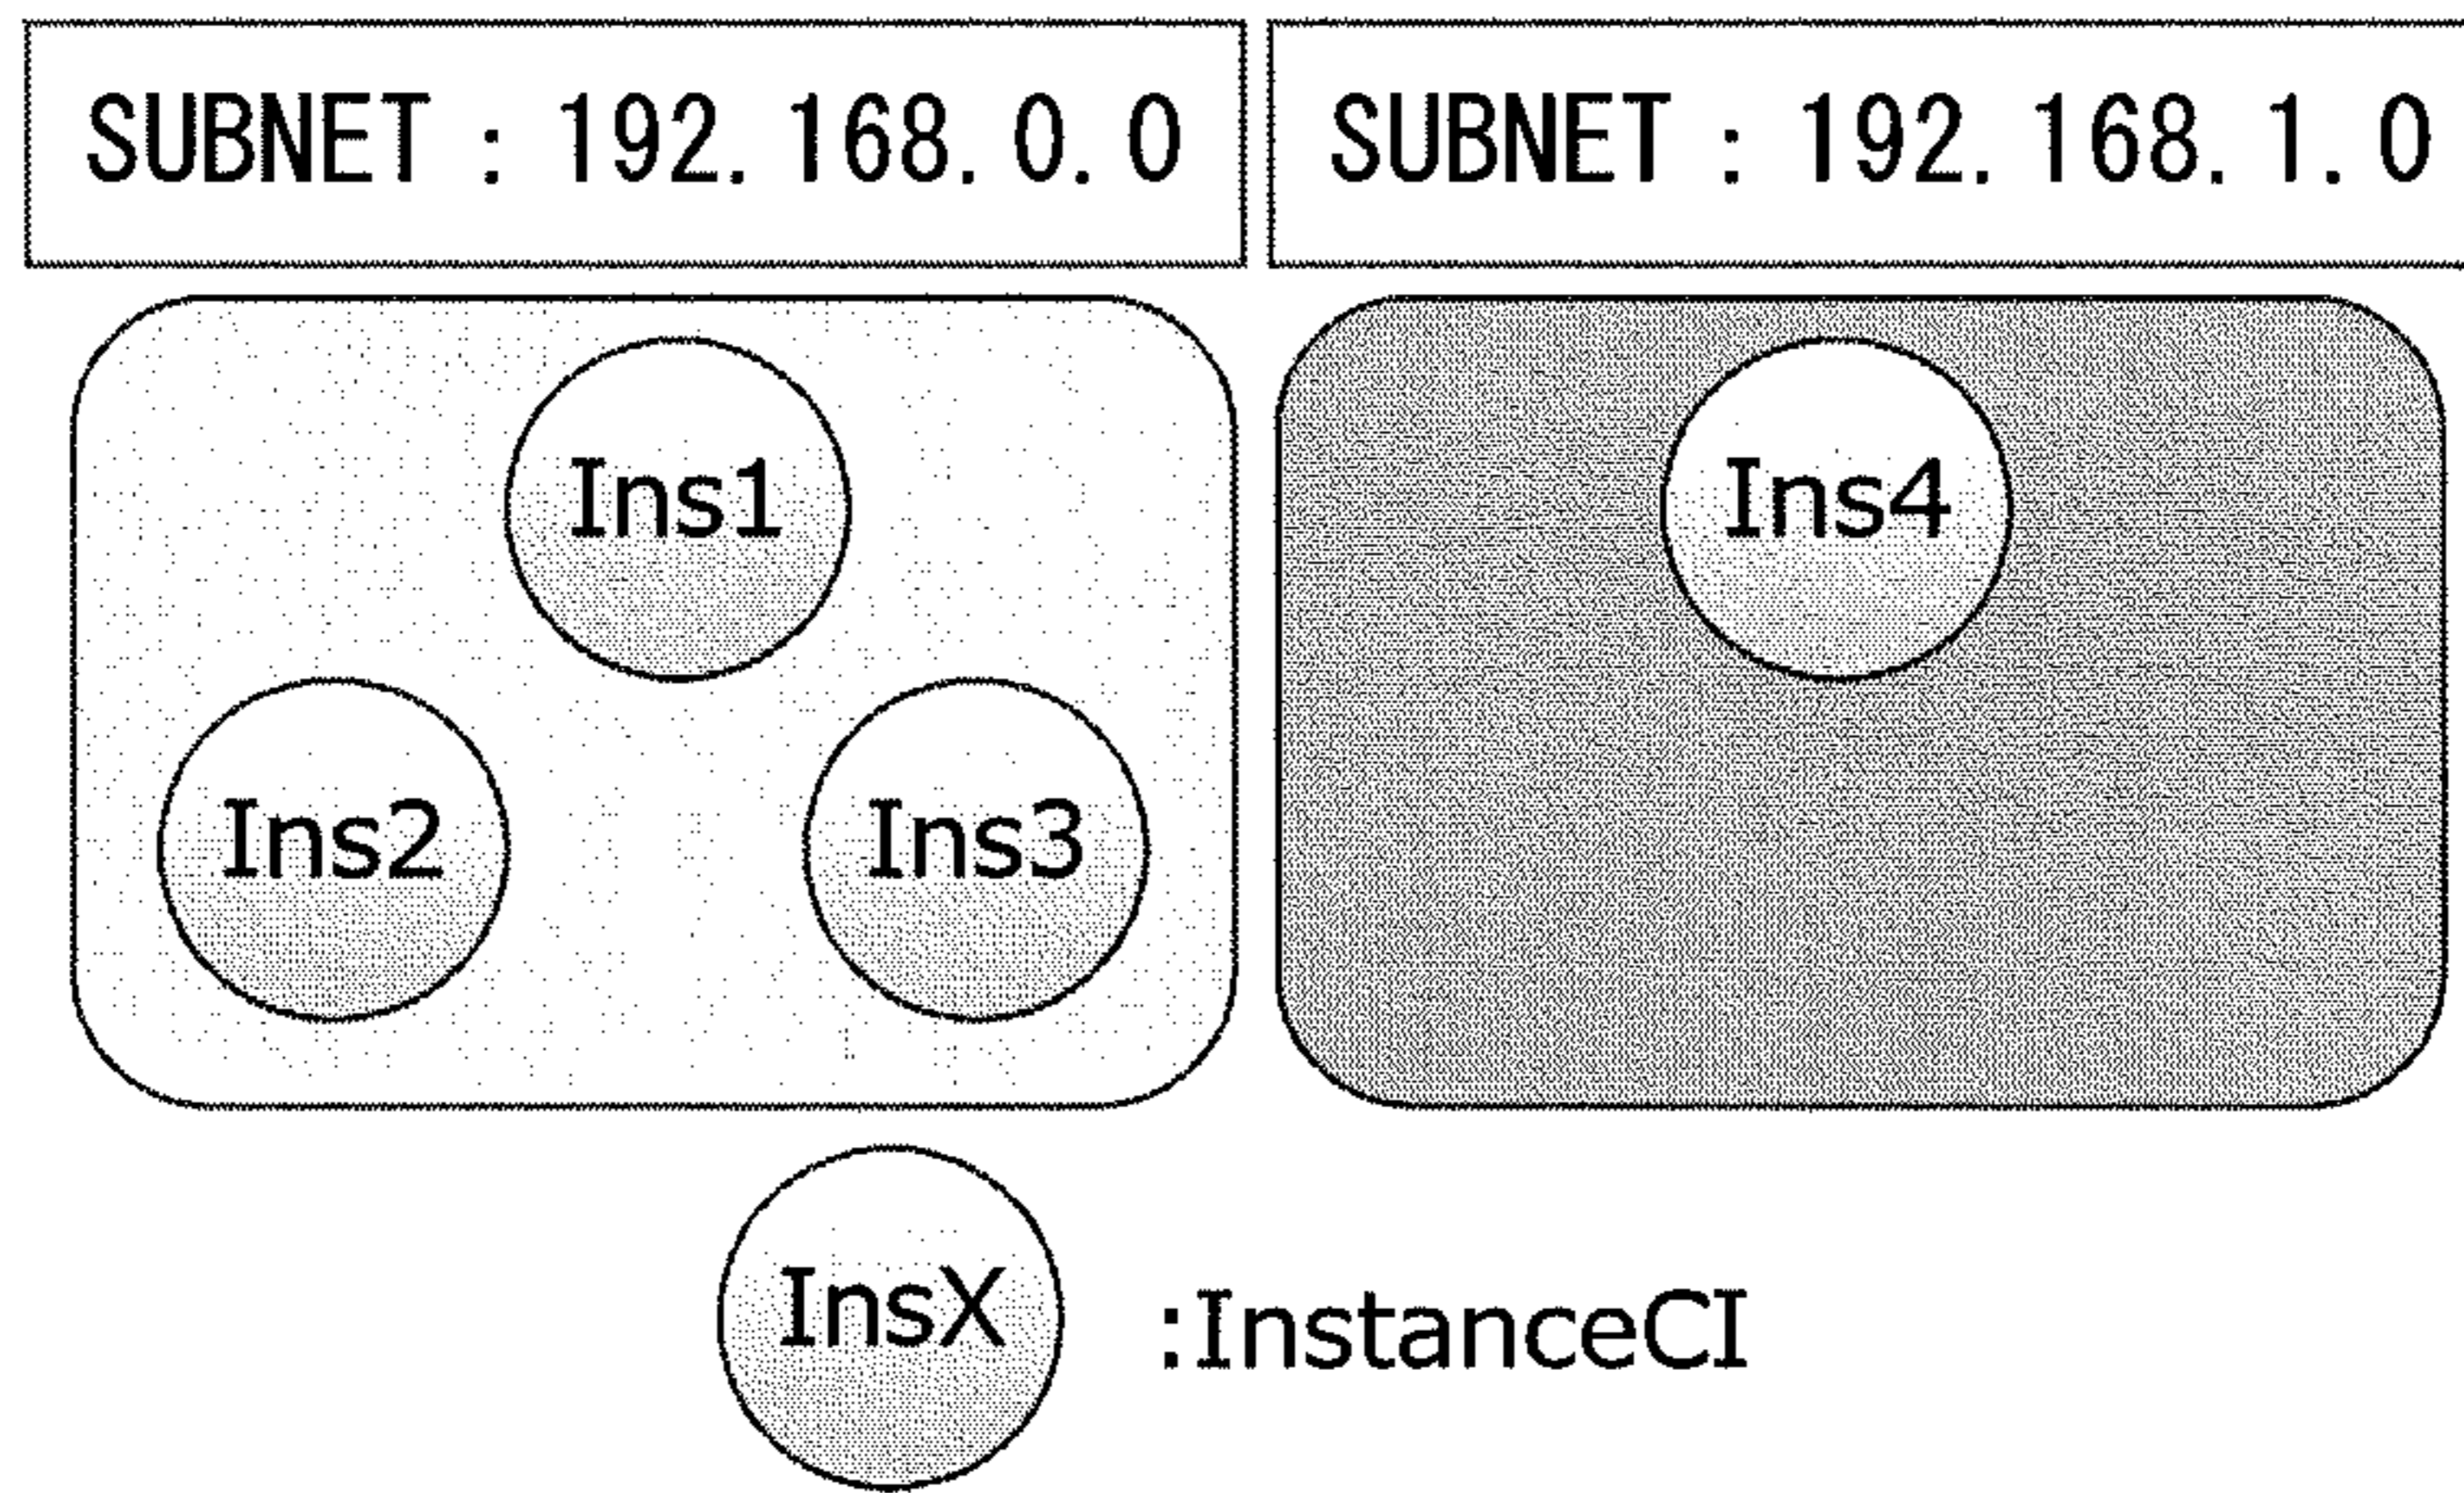 SUBNET : 192.168.0.0
SUBNET : 192.168.1.0
Ins1
Ins4
Ins2
Ins3
InsX :InstanceCI